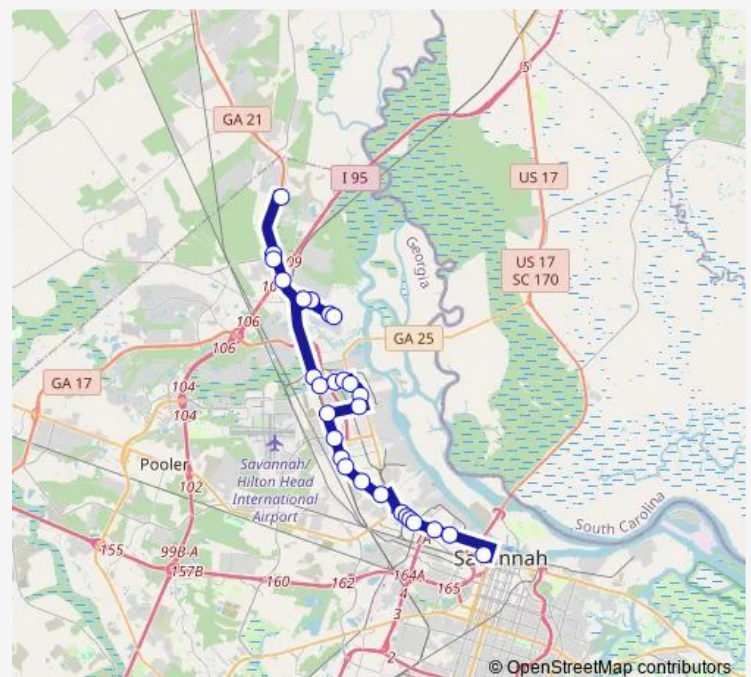 5
GA 21
I 95
US 17
Georgia
US 17
SC 170
106
106
GA 25
GA 17
104
104
Pooler
Savannah/
Hilton Head
International
Airport
102
South Carolina
155
99B-A
157B
160
162
164A
165
4
3
2
© OpenStreetMap contributors